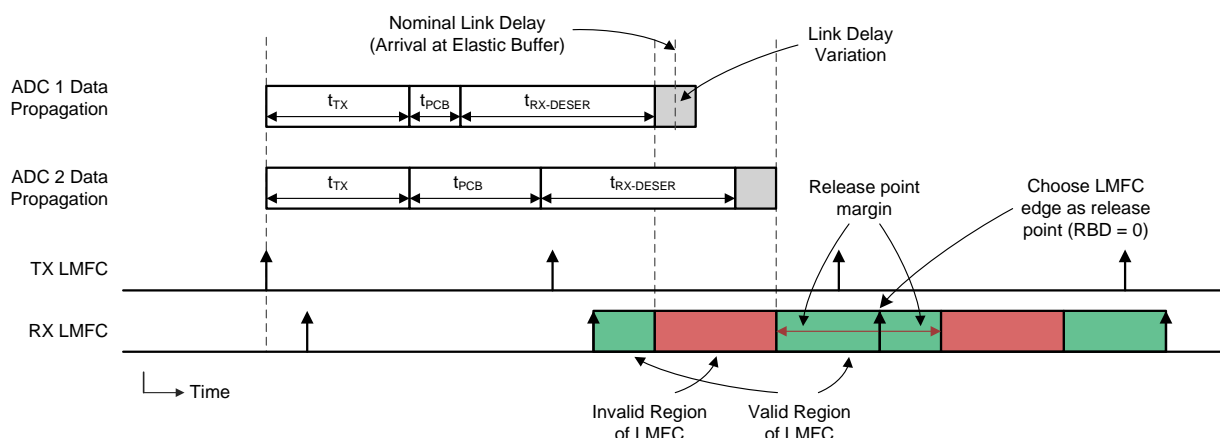 Nominal Link Delay
(Arrival at Elastic Buffer)
Link Delay
Variation
ADC 1 Data
Propagation
tTX
tPCB
tRX-DESER
ADC 2 Data
Propagation
tTX
tPCB
tRX-DESER
Release point
margin
Choose LMFC
edge as release
point (RBD = 0)
TX LMFC
RX LMFC
Time
Invalid Region
of LMFC
Valid Region
of LMFC